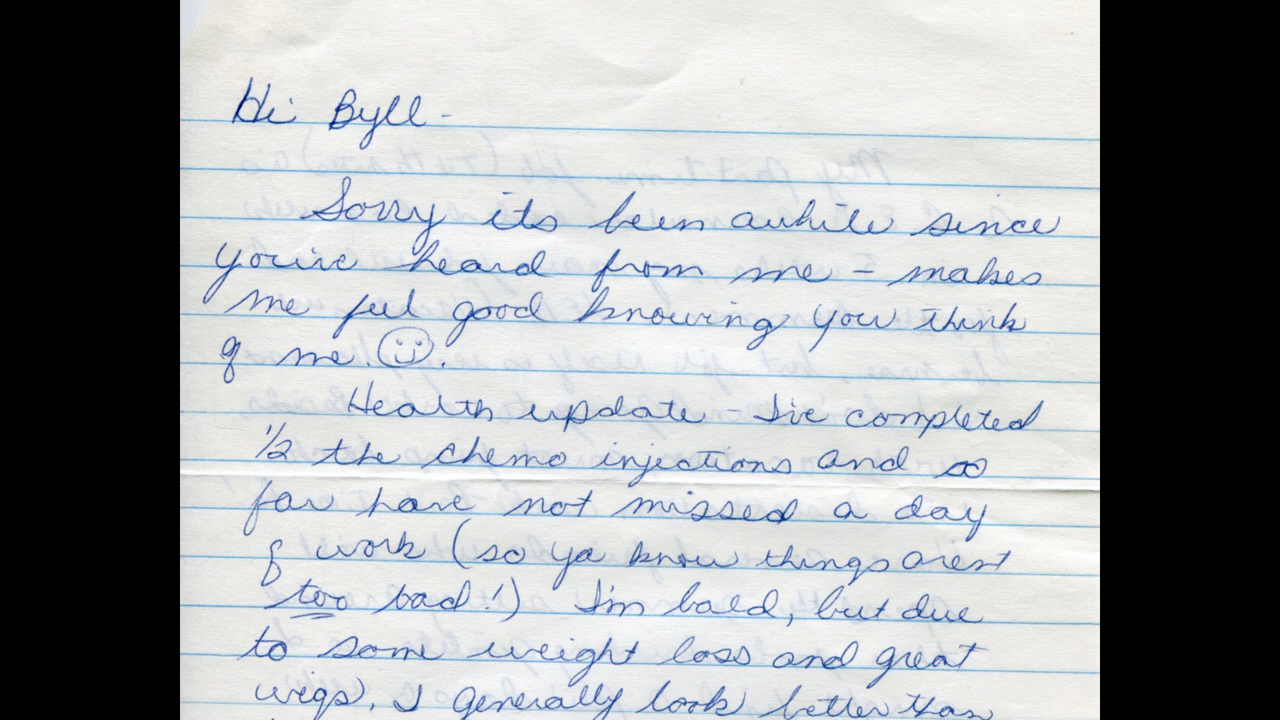 Hi Byll -
Sorry its been awhile since
you've heard from me - makes
me feel good knowing you think
of me. ☺.
Health update - I've completed
1/2 the chemo injections and so
far have not missed a day
of work (so ya know things aren't
too bad!) I'm bald, but due
to some weight loss and great
wigs, I generally look better than